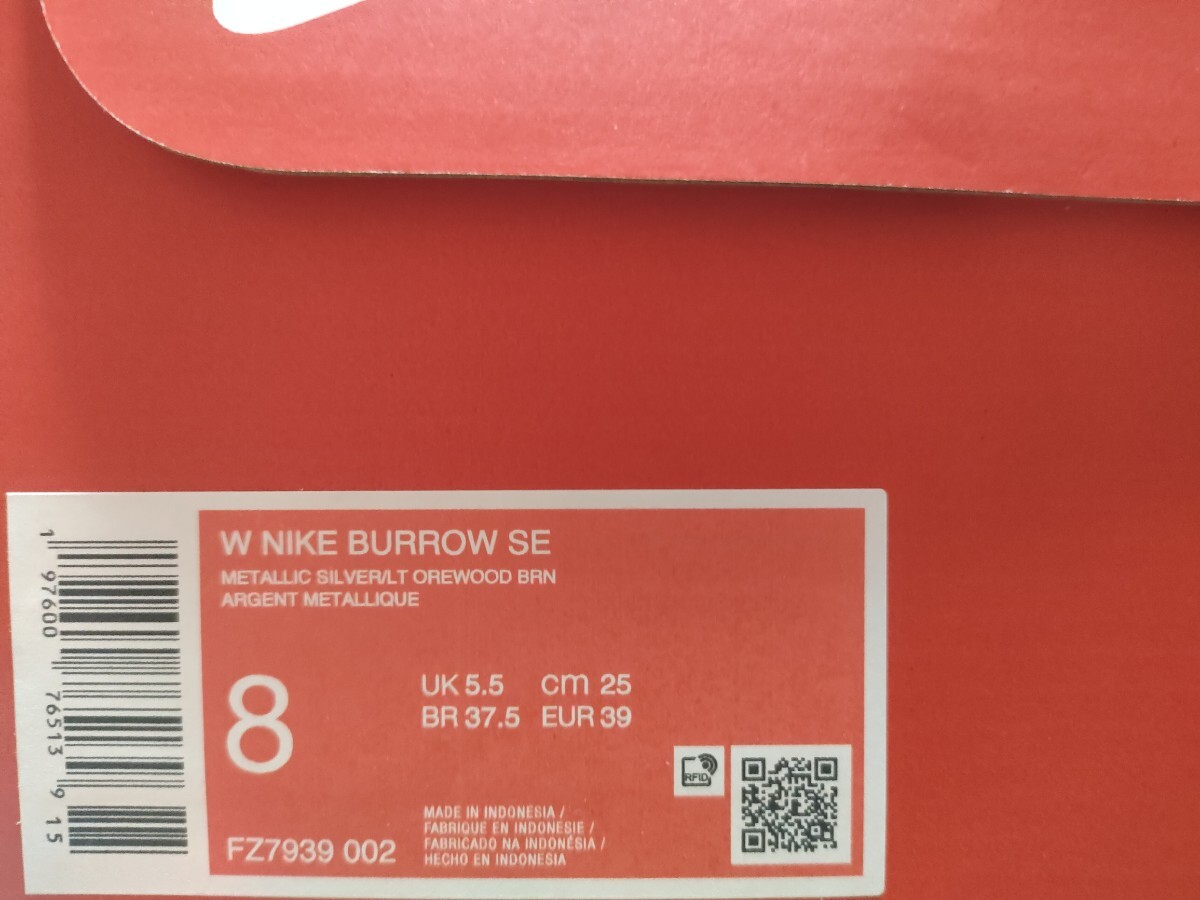 W NIKE BURROW SE
METALLIC SILVER/LT OREWOOD BRN
ARGENT METALLIQUE
8
UK 5.5 cm 25
BR 37.5 EUR 39
RFID
MADE IN INDONESIA /
FABRIQUE EN INDONESIE /
FABRICADO NA INDONÉSIA /
HECHO EN INDONESIA
FZ7939 002
1 97600 76513 9 15